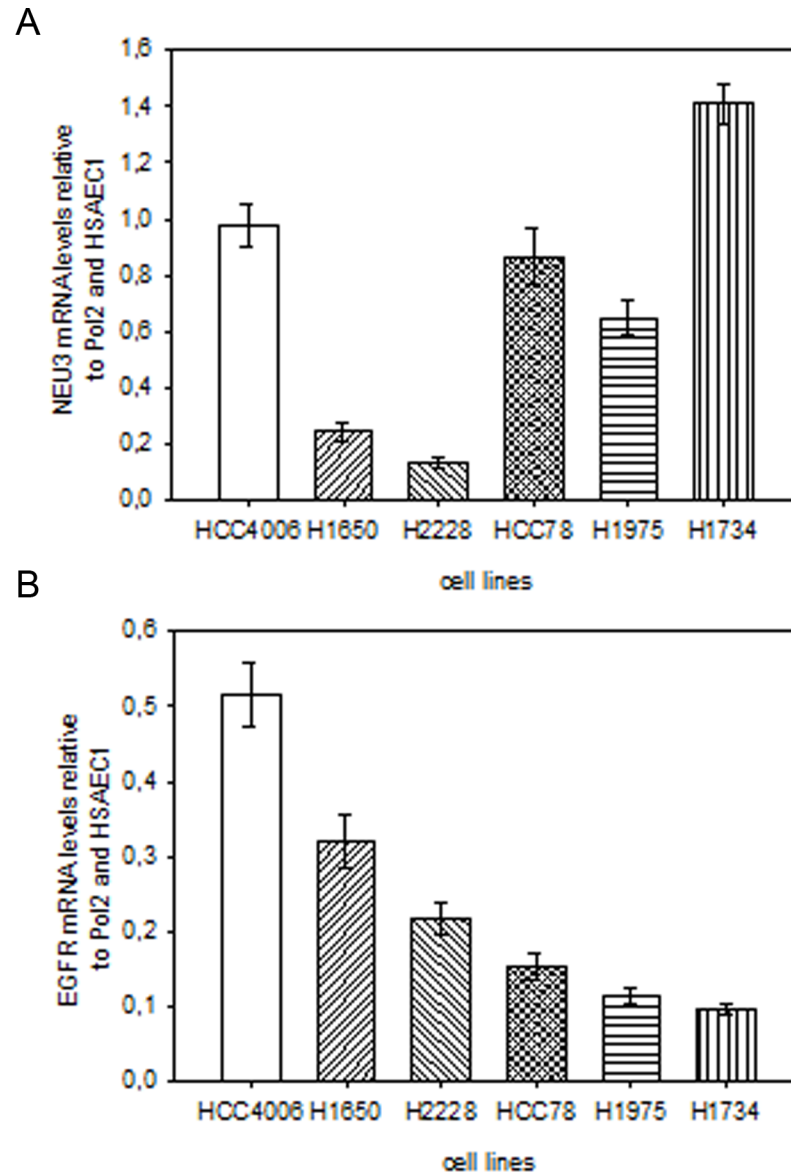 A
1,6
1,4
1,2
1,0
0,8
0,6
0,4
0,2
0,0
NEU3 mRNA levels relative
to Pol2 and HSAEC1
HCC4006 H1650 H2228 HCC78 H1975 H1734
cell lines
B
0,6
0,5
0,4
0,3
0,2
0,1
0,0
EGFR mRNA levels relative
to Pol2 and HSAEC1
HCC4006 H1650 H2228 HCC78 H1975 H1734
cell lines